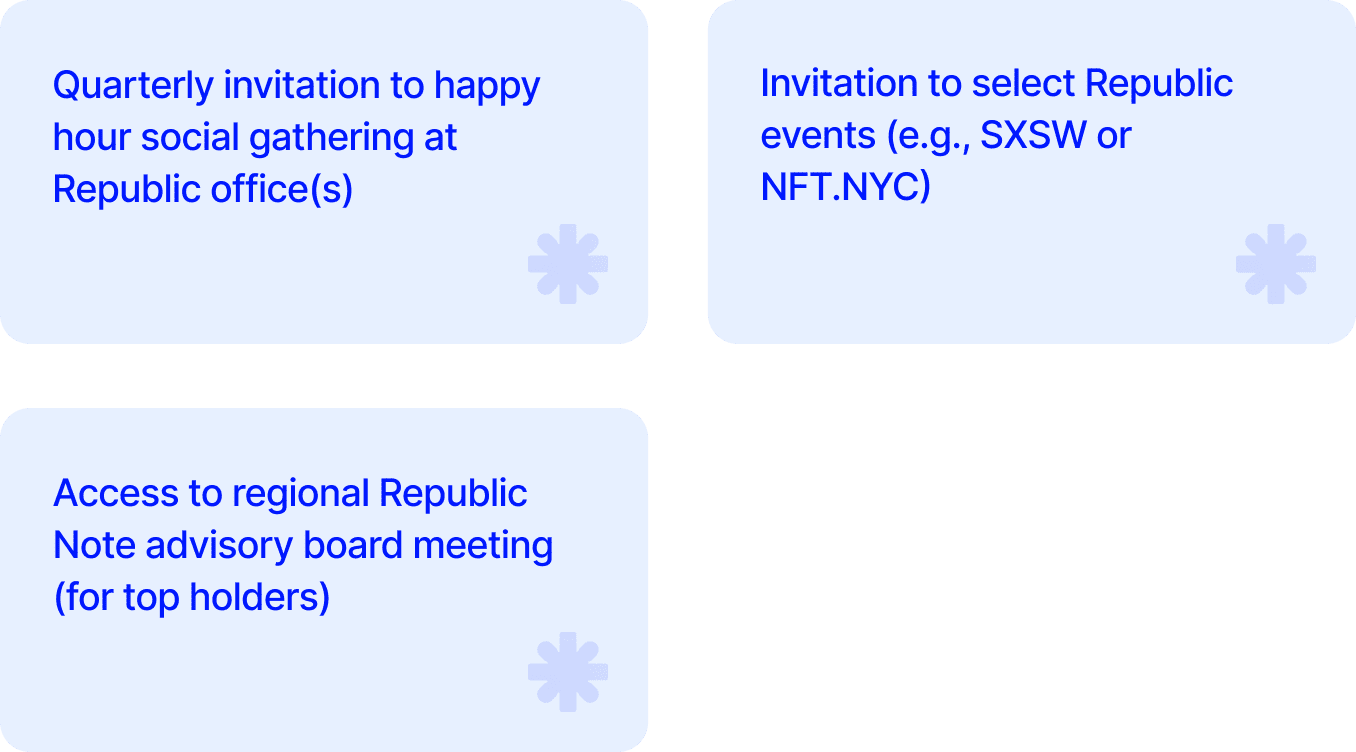 Quarterly invitation to happy
hour social gathering at
Republic office(s)
Invitation to select Republic
events (e.g., SXSW or
NFT.NYC)
Access to regional Republic
Note advisory board meeting
(for top holders)